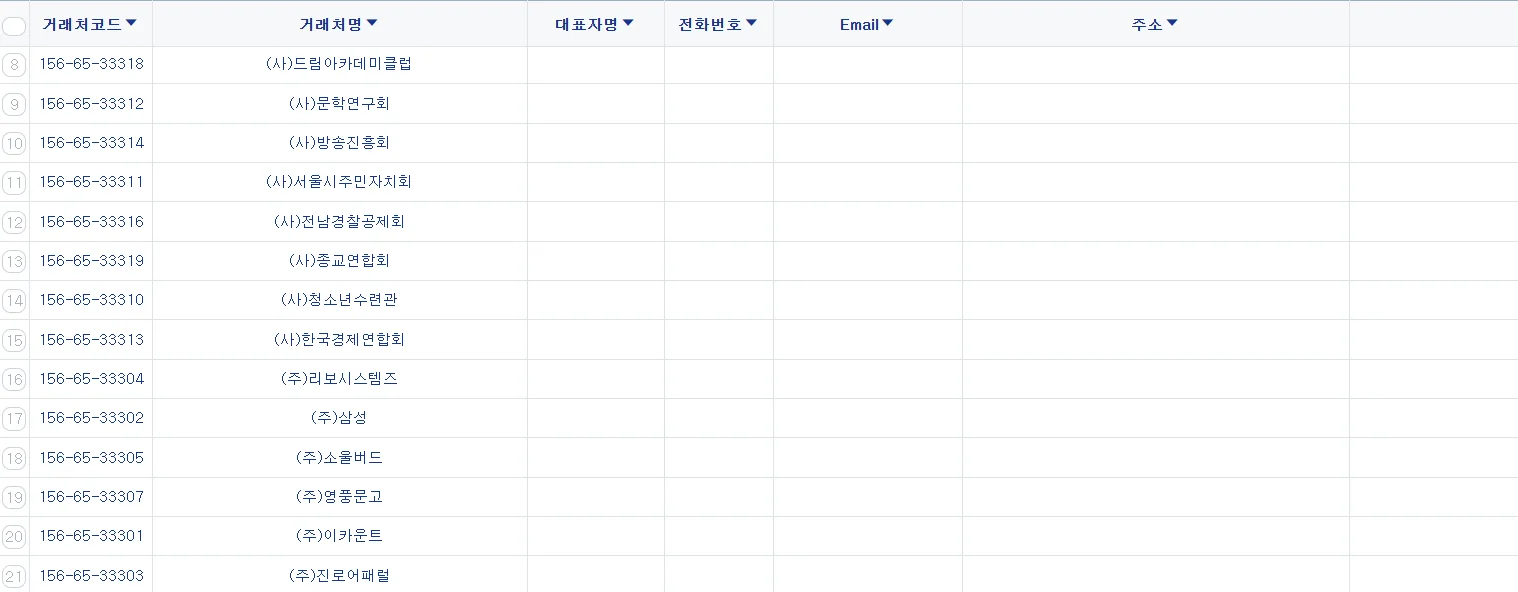 거래처코드▼ 거래처명▼ 대표자명▼ 전화번호▼ Email▼ 주소▼
8 156-65-33318 (사)드림아카데미클럽
9 156-65-33312 (사)문학연구회
10 156-65-33314 (사)방송진흥회
11 156-65-33311 (사)서울시주민자치회
12 156-65-33316 (사)전남경찰공제회
13 156-65-33319 (사)종교연합회
14 156-65-33310 (사)청소년수련관
15 156-65-33313 (사)한국경제연합회
16 156-65-33304 (주)리보시스템즈
17 156-65-33302 (주)삼성
18 156-65-33305 (주)소울버드
19 156-65-33307 (주)영풍문고
20 156-65-33301 (주)이카운트
21 156-65-33303 (주)진로어패럴